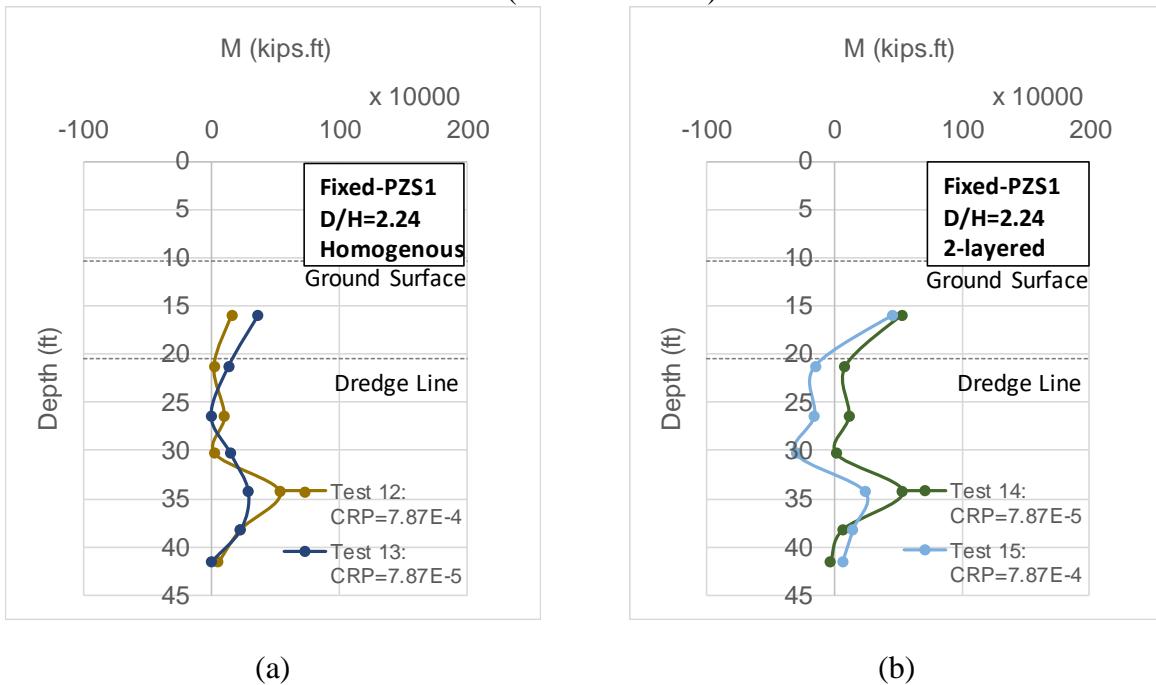 M (kips.ft)
x 10000
-100 0 100 200
0
5
10
15
20
25
30
35
40
45
Depth (ft)
Fixed-PZS1
D/H=2.24
Homogenous
Ground Surface
Dredge Line
Test 12:
CRP=7.87E-4
Test 13:
CRP=7.87E-5
(a)
M (kips.ft)
x 10000
-100 0 100 200
0
5
10
15
20
25
30
35
40
45
Depth (ft)
Fixed-PZS1
D/H=2.24
2-layered
Ground Surface
Dredge Line
Test 14:
CRP=7.87E-5
Test 15:
CRP=7.87E-4
(b)